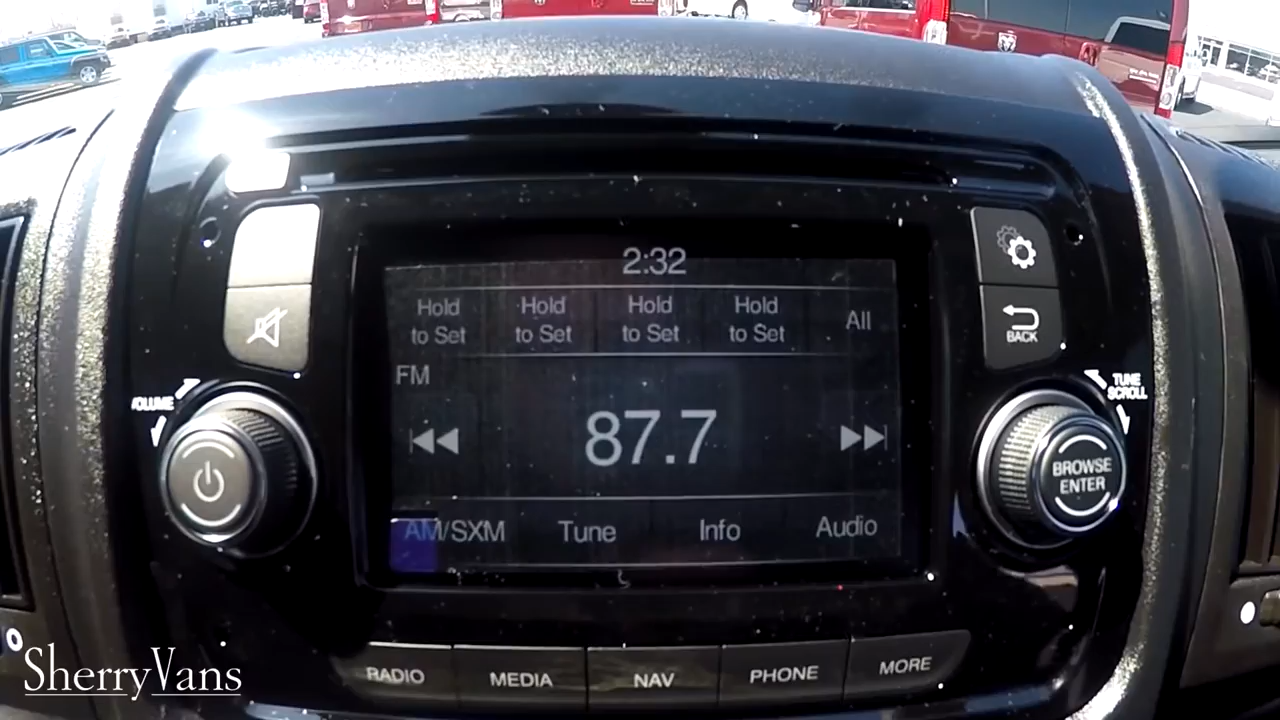 2:32
Hold to Set
Hold to Set
Hold to Set
Hold to Set
All
FM
87.7
AM/SXM
Tune
Info
Audio
VOLUME
BACK
TUNE
SCROLL
BROWSE
ENTER
RADIO
MEDIA
NAV
PHONE
MORE
SherryVans